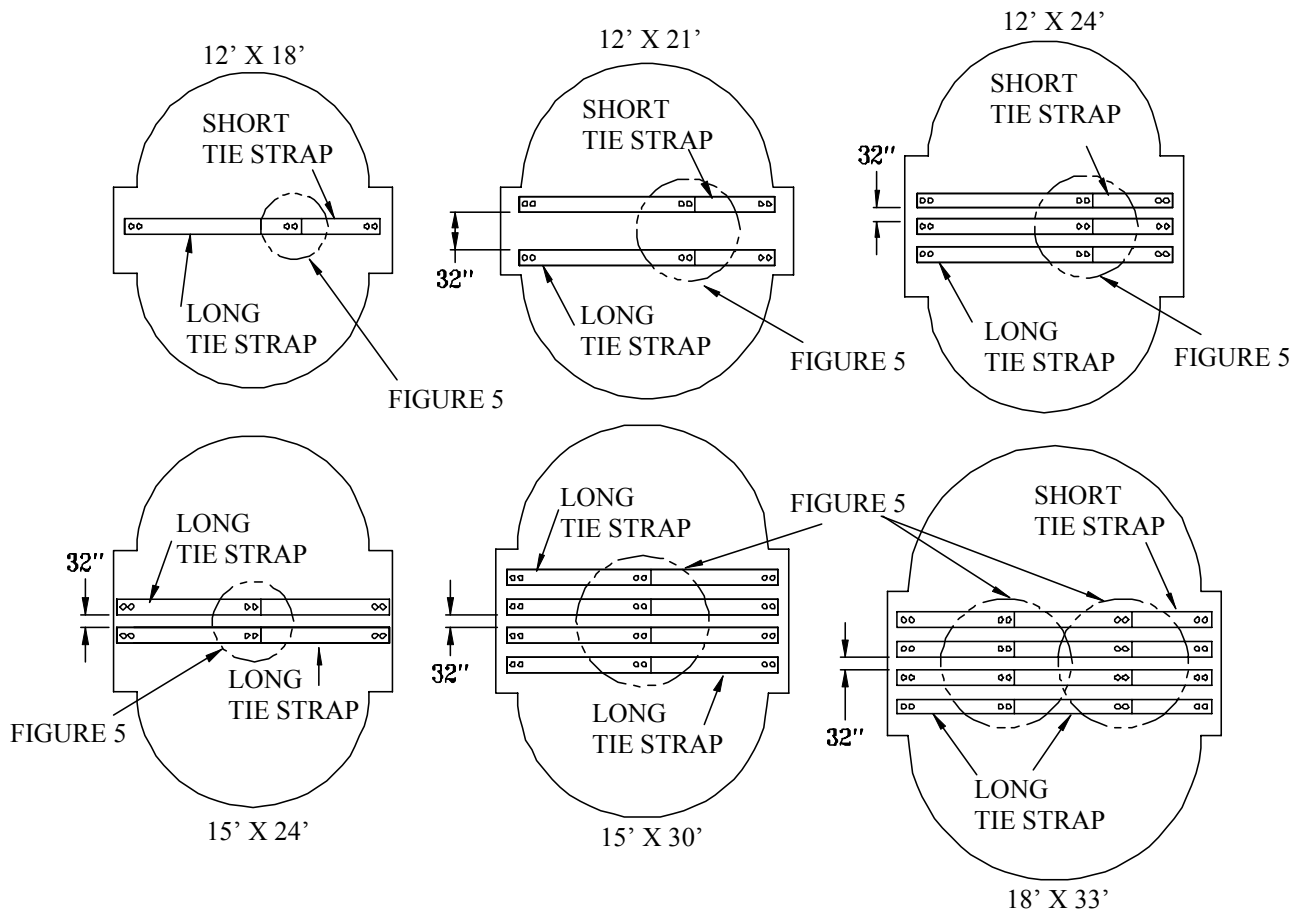 12’ X 18’
SHORT
TIE STRAP
LONG
TIE STRAP
FIGURE 5
12’ X 21’
SHORT
TIE STRAP
32"
LONG
TIE STRAP
FIGURE 5
12’ X 24’
SHORT
TIE STRAP
32"
LONG
TIE STRAP
FIGURE 5
LONG
TIE STRAP
32"
LONG
TIE STRAP
FIGURE 5
15’ X 24’
LONG
TIE STRAP
FIGURE 5
32"
LONG
TIE STRAP
15’ X 30’
SHORT
TIE STRAP
32"
LONG
TIE STRAP
18’ X 33’